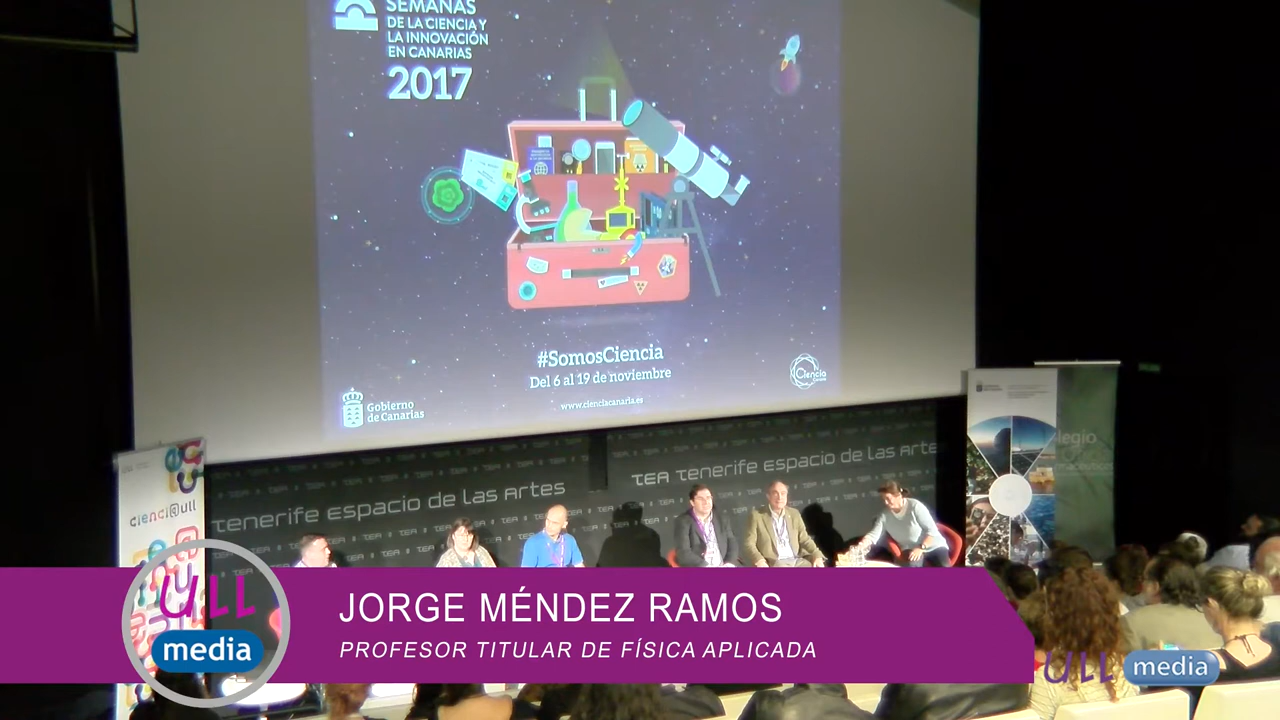 SEMANAS
DE LA CIENCIA Y
LA INNOVACIÓN
EN CANARIAS
2017
#SomosCiencia
Del 6 al 19 de noviembre
www.cienciacanaria.es
Gobierno
de Canarias
Ciencia
cienci@ull
Tenerife Espacio de las Artes
TEA Tenerife Espacio de las Artes
legio
ULL
media
JORGE MÉNDEZ RAMOS
PROFESOR TITULAR DE FÍSICA APLICADA
ULL media